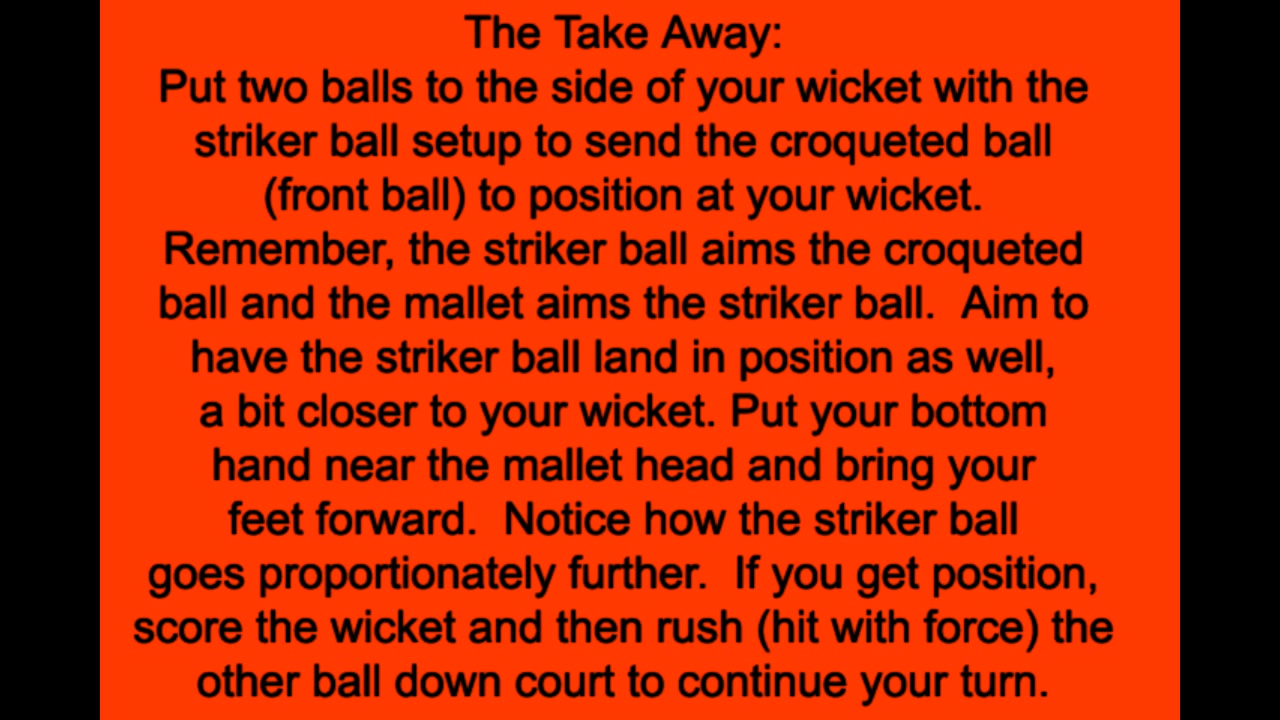 The Take Away:
Put two balls to the side of your wicket with the
striker ball setup to send the croqueted ball
(front ball) to position at your wicket.
Remember, the striker ball aims the croqueted
ball and the mallet aims the striker ball.  Aim to
have the striker ball land in position as well,
a bit closer to your wicket. Put your bottom
hand near the mallet head and bring your
feet forward.  Notice how the striker ball
goes proportionately further.  If you get position,
score the wicket and then rush (hit with force) the
other ball down court to continue your turn.